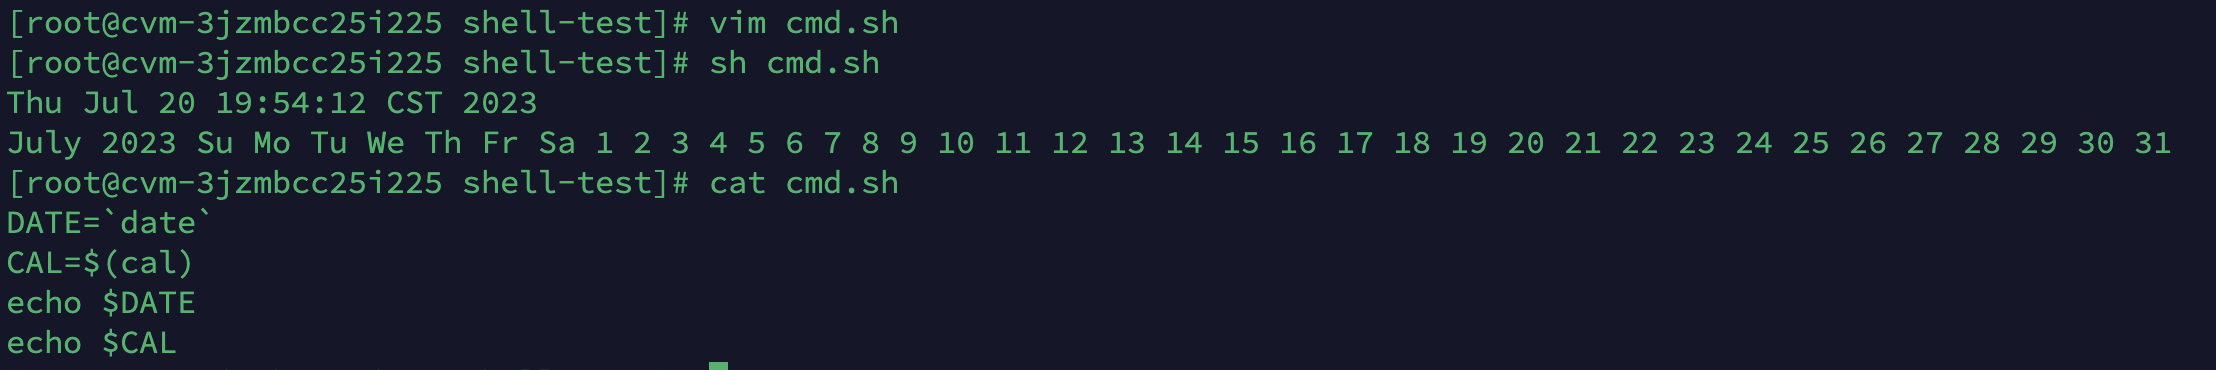 [root@cvm-3jzmbcc25i225 shell-test]# vim cmd.sh
[root@cvm-3jzmbcc25i225 shell-test]# sh cmd.sh
Thu Jul 20 19:54:12 CST 2023
July 2023 Su Mo Tu We Th Fr Sa 1 2 3 4 5 6 7 8 9 10 11 12 13 14 15 16 17 18 19 20 21 22 23 24 25 26 27 28 29 30 31
[root@cvm-3jzmbcc25i225 shell-test]# cat cmd.sh
DATE=`date`
CAL=$(cal)
echo $DATE
echo $CAL